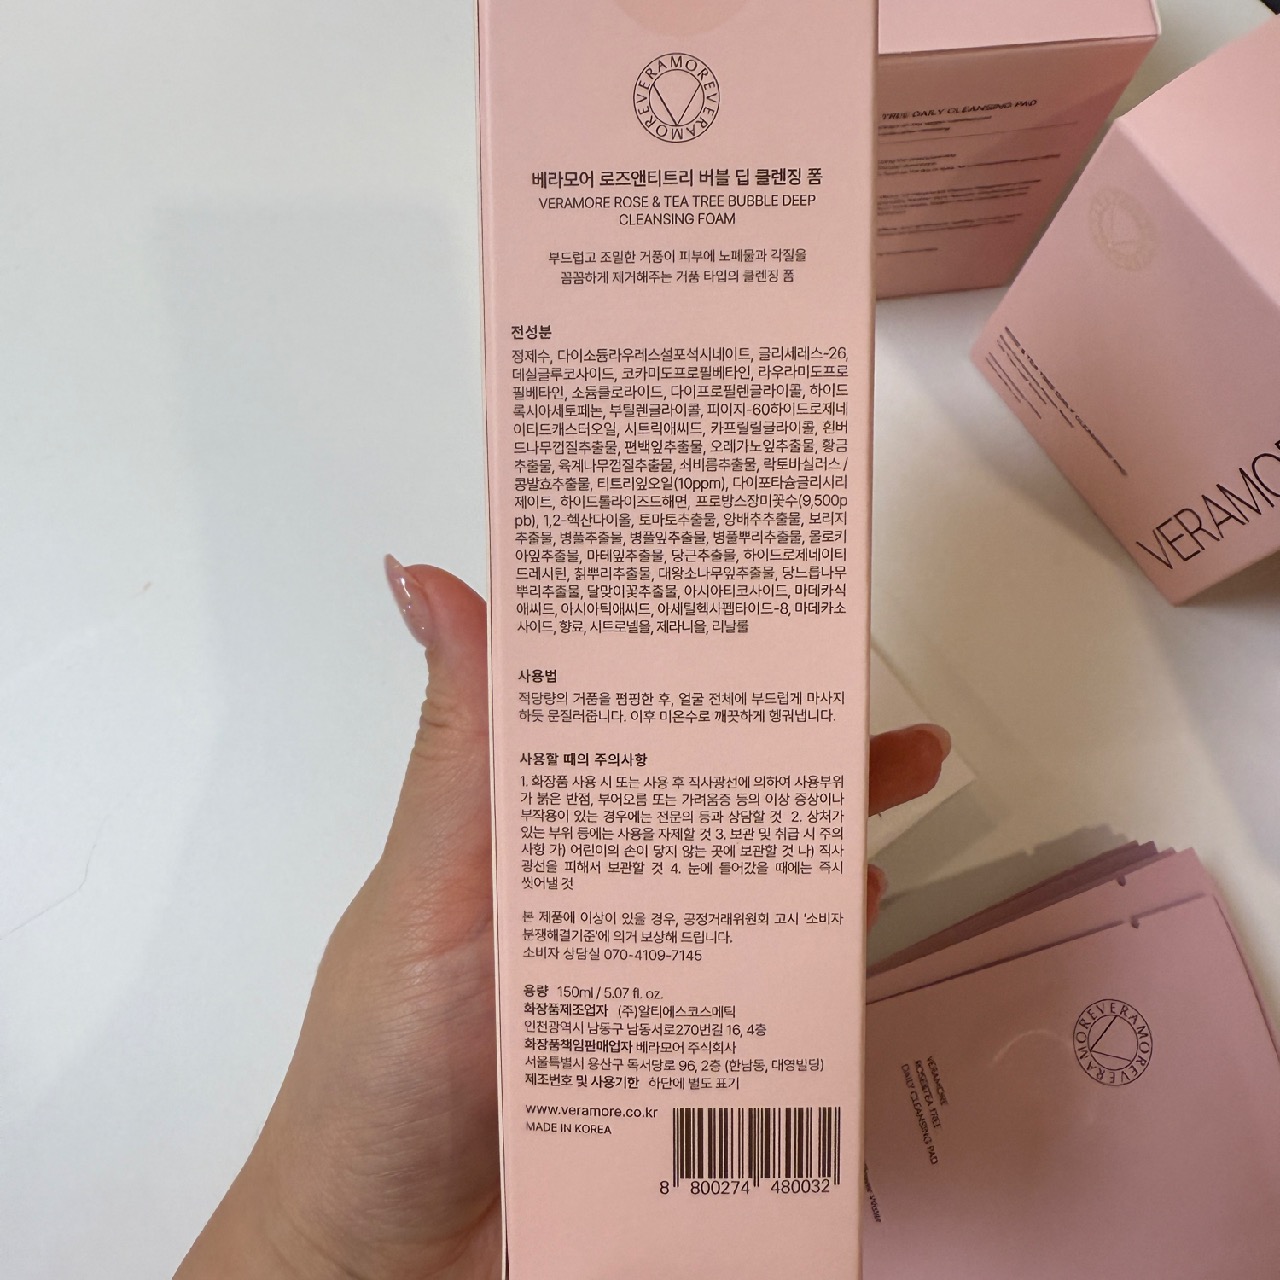 VERAMOREVERAMOREVERAMORE
베라모어 로즈앤티트리 버블 딥 클렌징 폼
VERAMORE ROSE & TEA TREE BUBBLE DEEP
CLEANSING FOAM
부드럽고 조밀한 거품이 피부에 노폐물과 각질을
꼼꼼하게 제거해주는 거품 타입의 클렌징 폼
전성분
정제수, 다이소듐라우레스설포석시네이트, 글리세레스-26,
데실글루코사이드, 코카미도프로필베타인, 라우라미도프로
필베타인, 소듐클로라이드, 다이프로필렌글라이콜, 하이드
록시아세토페논, 부틸렌글라이콜, 피이지-60하이드로제네
이티드캐스터오일, 시트릭애씨드, 카프릴릴글라이콜, 흰버
드나무껍질추출물, 편백잎추출물, 오레가노잎추출물, 황금
추출물, 육계나무껍질추출물, 쇠비름추출물, 락토바실러스/
콩발효추출물, 티트리잎오일(10ppm), 다이포타슘글리시리
제이트, 하이드롤라이즈드해면, 프로방스장미꽃수(9,500p
pb), 1,2-헥산다이올, 토마토추출물, 양배추추출물, 보리지
추출물, 병풀추출물, 병풀잎추출물, 병풀뿌리추출물, 몰로키
아잎추출물, 마테잎추출물, 당근추출물, 하이드로제네이티
드레시틴, 칡뿌리추출물, 대왕소나무잎추출물, 당느릅나무
뿌리추출물, 달맞이꽃추출물, 아시아티코사이드, 마데카식
애씨드, 아시아틱애씨드, 아세틸헥사펩타이드-8, 마데카소
사이드, 향료, 시트로넬올, 제라니올, 리날룰
사용법
적당량의 거품을 펌핑한 후, 얼굴 전체에 부드럽게 마사지
하듯 문질러줍니다. 이후 미온수로 깨끗하게 헹궈냅니다.
사용할 때의 주의사항
1. 화장품 사용 시 또는 사용 후 직사광선에 의하여 사용부위
가 붉은 반점, 부어오름 또는 가려움증 등의 이상 증상이나
부작용이 있는 경우에는 전문의 등과 상담할 것 2. 상처가
있는 부위 등에는 사용을 자제할 것 3. 보관 및 취급 시 주의
사항 가) 어린이의 손이 닿지 않는 곳에 보관할 것 나) 직사
광선을 피해서 보관할 것 4. 눈에 들어갔을 때에는 즉시
씻어낼 것
본 제품에 이상이 있을 경우, 공정거래위원회 고시 '소비자
분쟁해결기준'에 의거 보상해 드립니다.
소비자 상담실 070-4109-7145
용량 150ml / 5.07 fl. oz.
화장품제조업자 (주)알티에스코스메틱
인천광역시 남동구 남동서로270번길 16, 4층
화장품책임판매업자 베라모어 주식회사
서울특별시 용산구 독서당로 96, 2층 (한남동, 대영빌딩)
제조번호 및 사용기한 하단에 별도 표기
www.veramore.co.kr
MADE IN KOREA
8 800274 480032
TREE DAILY CLEANSING PAD
ROSE & TEA TREE DAILY CLEANSING PAD
VERAMO
VERAMOREVERAMOREVERAMORE
VERAMORE
ROSE&TEA TREE
DAILY CLEANSING PAD